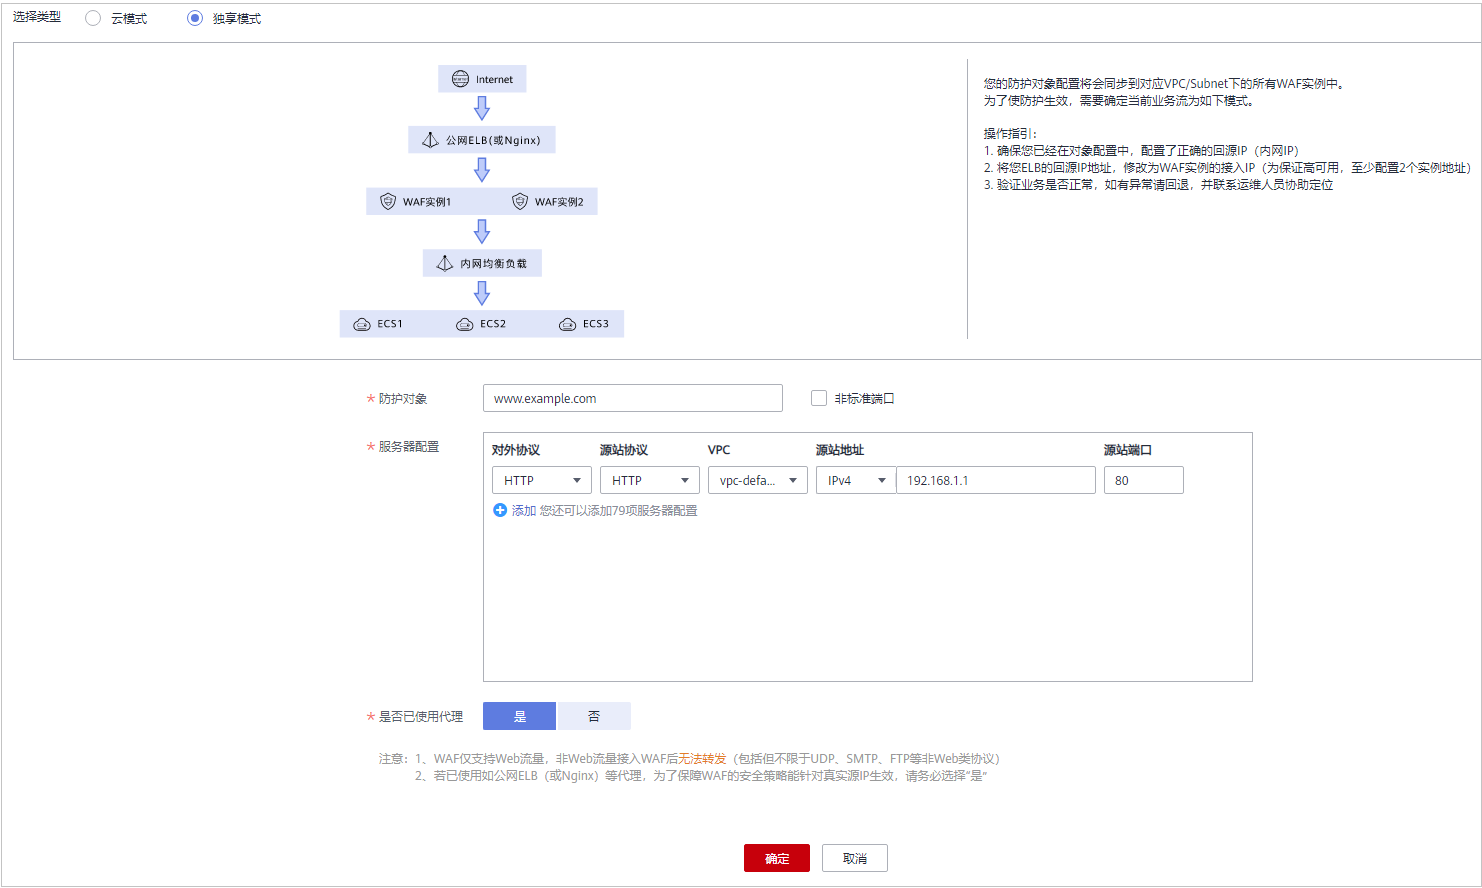 选择类型 云模式 独享模式
Internet
公网ELB(或Nginx)
WAF实例1 WAF实例2
内网均衡负载
ECS1 ECS2 ECS3
您的防护对象配置将会同步到对应VPC/Subnet下的所有WAF实例中。
为了使防护生效，需要确定当前业务流为如下模式。
操作指引：
1. 确保您已经在对象配置中，配置了正确的回源IP（内网IP）
2. 将您ELB的回源IP地址，修改为WAF实例的接入IP（为保证高可用，至少配置2个实例地址）
3. 验证业务是否正常，如有异常请回退，并联系运维人员协助定位
* 防护对象 www.example.com 非标准端口
* 服务器配置
对外协议 源站协议 VPC 源站地址 源站端口
HTTP HTTP vpc-defa... IPv4 192.168.1.1 80
添加 您还可以添加79项服务器配置
* 是否已使用代理 是 否
注意：1、WAF仅支持Web流量，非Web流量接入WAF后无法转发（包括但不限于UDP、SMTP、FTP等非Web类协议）
2、若已使用如公网ELB（或Nginx）等代理，为了保障WAF的安全策略能针对真实源IP生效，请务必选择“是”
确定 取消